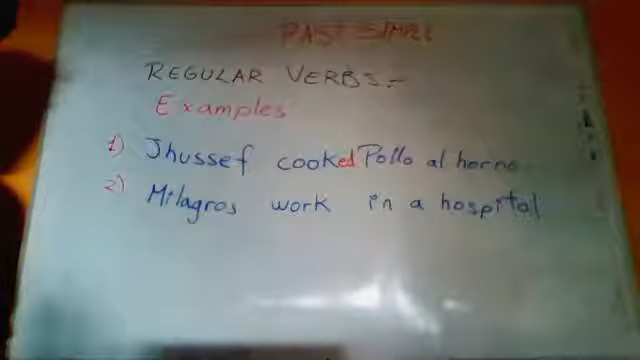 PAST SIMPLE
REGULAR VERBS.-
Examples
1) Jhussef cooked Pollo al horno
2) Milagros work in a hospital